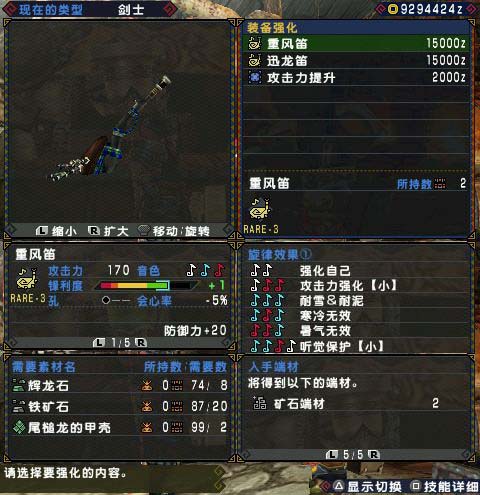 现在的类型 剑士
9294424z
装备强化
重风笛 15000z
迅龙笛 15000z
攻击力提升 2000z
重风笛 所持数 2
RARE-3
L 缩小 R 扩大 移动/旋转
重风笛
攻击力 170 音色
RARE-3 锋利度 +1
孔 ○-- 会心率 -5%
防御力+20
L 1/5 R
旋律效果①
强化自己
攻击力强化【小】
耐雪&耐泥
寒冷无效
暑气无效
听觉保护【小】
需要素材名 所持数/需要数
辉龙石 0 74/ 8
铁矿石 0 87/20
尾槌龙的甲壳 0 99/ 2
入手端材
将得到以下的端材。
矿石端材 2
L 5/5 R
请选择要强化的内容。
△显示切换 □技能详细